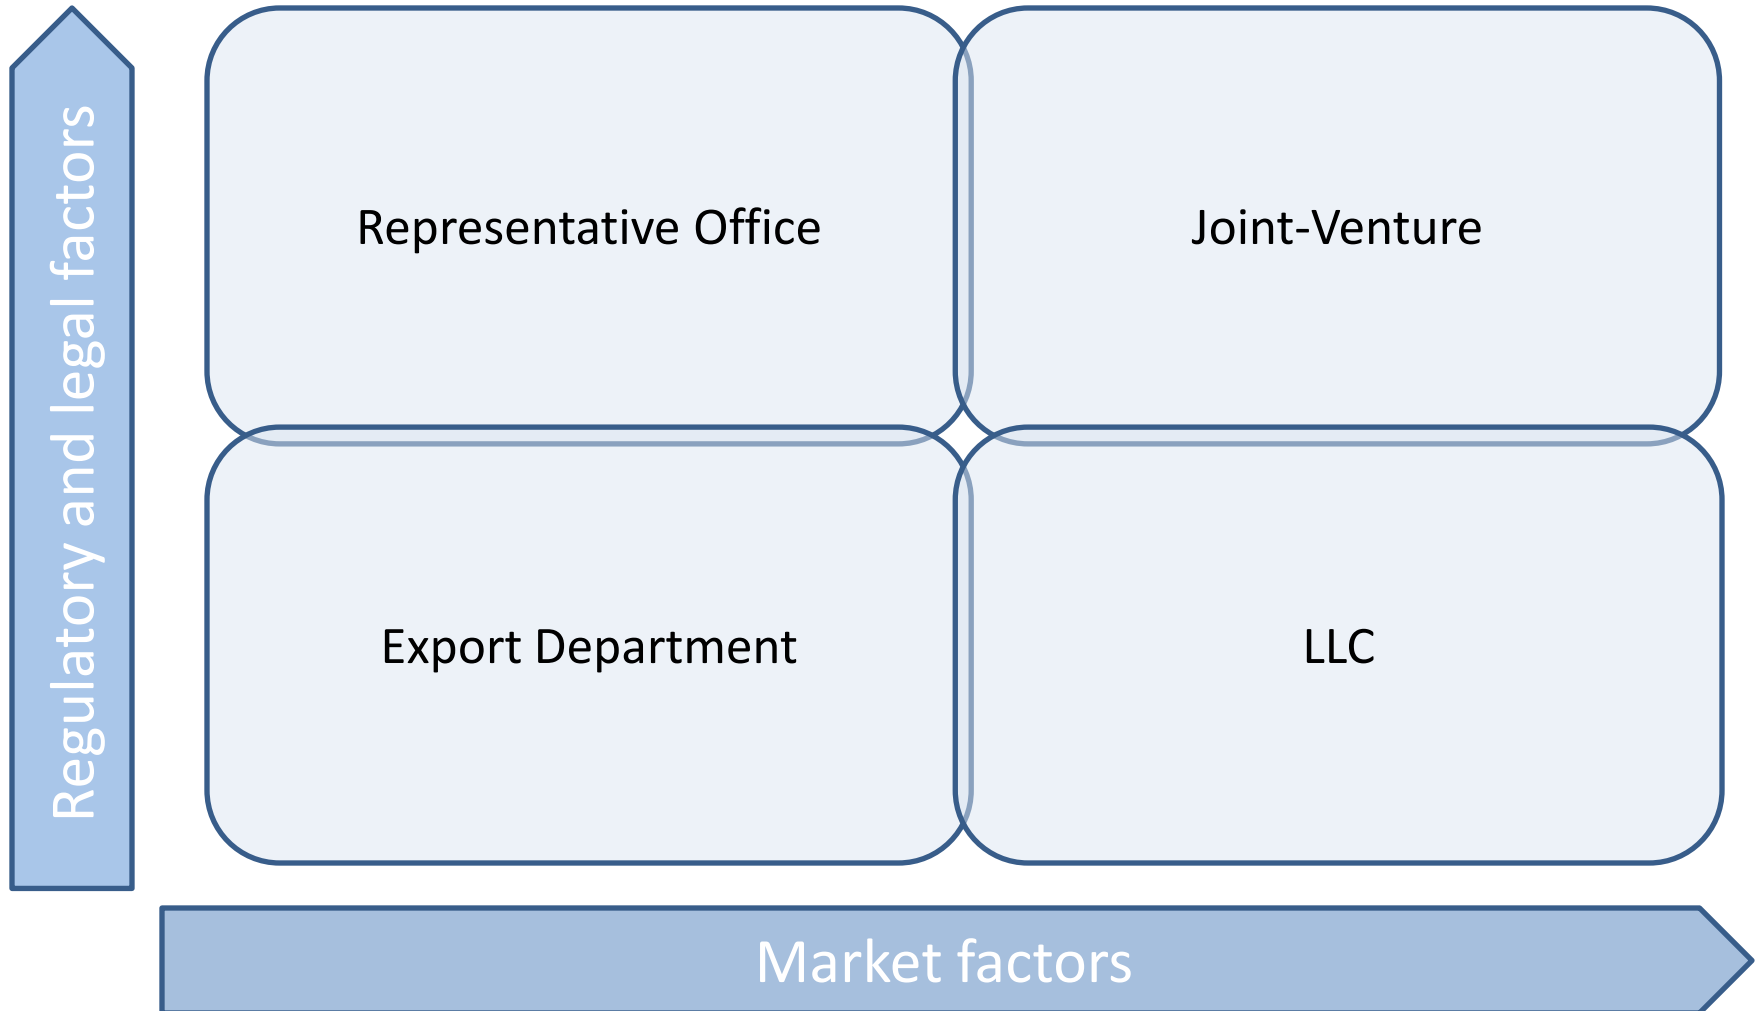 Regulatory and legal factors
Representative Office
Joint-Venture
Export Department
LLC
Market factors